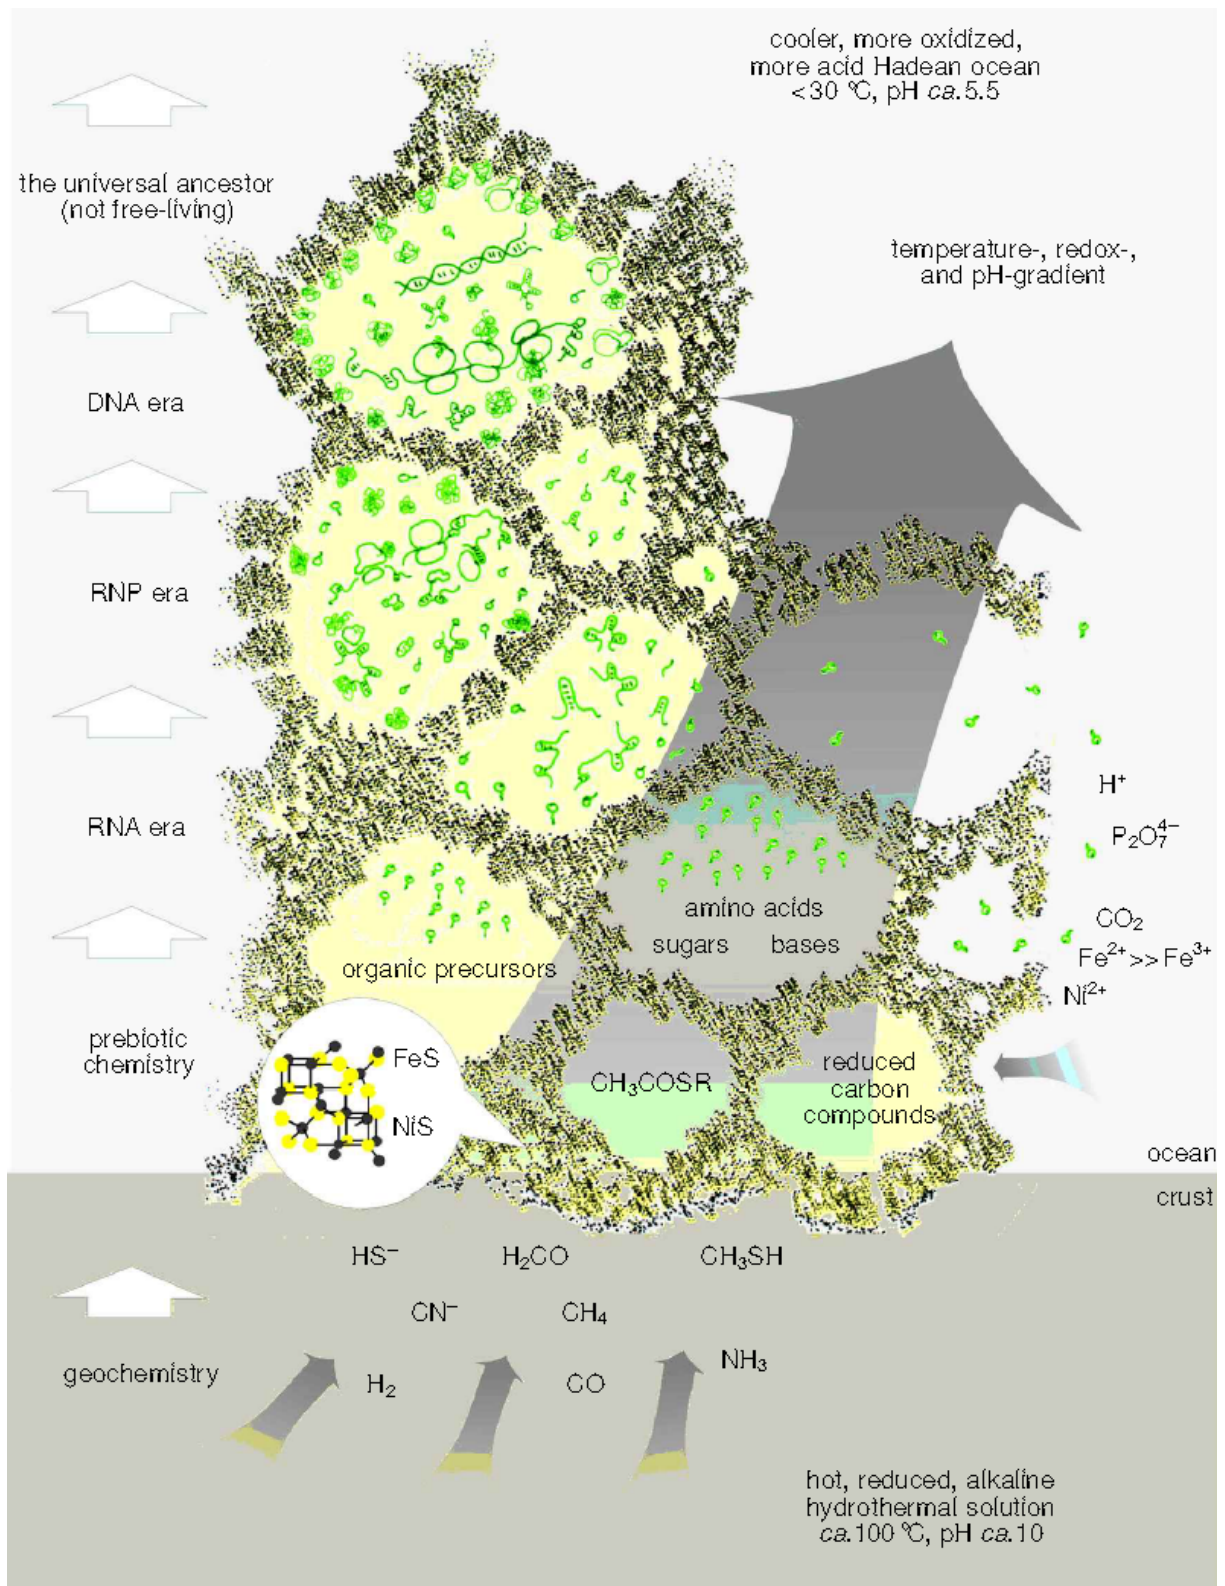 cooler, more oxidized,
more acid Hadean ocean
<30 °C, pH ca.5.5
the universal ancestor
(not free-living)
temperature-, redox-,
and pH-gradient
DNA era
RNP era
RNA era
H⁺
P₂O₇⁴⁻
amino acids
sugars bases
CO₂
Fe²⁺>>Fe³⁺
Ni²⁺
organic precursors
prebiotic
chemistry
FeS
NiS
CH₃COSR
reduced
carbon
compounds
ocean
crust
HS⁻ H₂CO CH₃SH
CN⁻ CH₄
geochemistry
H₂ CO NH₃
hot, reduced, alkaline
hydrothermal solution
ca.100 °C, pH ca.10